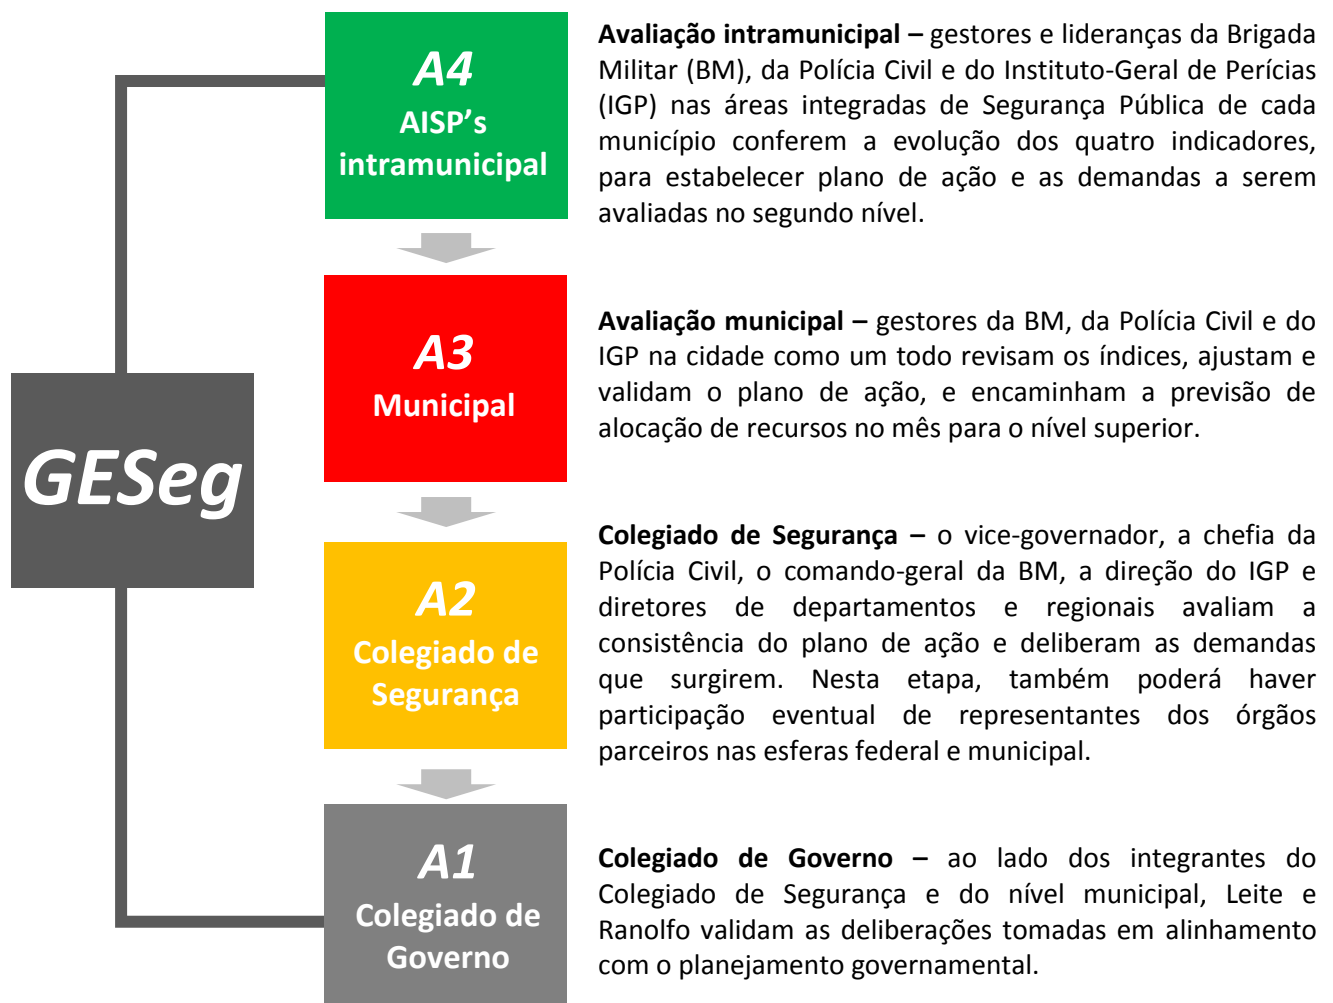 GESeg
A4
AISP's
intramunicipal
Avaliação intramunicipal – gestores e lideranças da Brigada
Militar (BM), da Polícia Civil e do Instituto-Geral de Perícias
(IGP) nas áreas integradas de Segurança Pública de cada
município conferem a evolução dos quatro indicadores,
para estabelecer plano de ação e as demandas a serem
avaliadas no segundo nível.
A3
Municipal
Avaliação municipal – gestores da BM, da Polícia Civil e do
IGP na cidade como um todo revisam os índices, ajustam e
validam o plano de ação, e encaminham a previsão de
alocação de recursos no mês para o nível superior.
A2
Colegiado de
Segurança
Colegiado de Segurança – o vice-governador, a chefia da
Polícia Civil, o comando-geral da BM, a direção do IGP e
diretores de departamentos e regionais avaliam a
consistência do plano de ação e deliberam as demandas
que surgirem. Nesta etapa, também poderá haver
participação eventual de representantes dos órgãos
parceiros nas esferas federal e municipal.
A1
Colegiado de
Governo
Colegiado de Governo – ao lado dos integrantes do
Colegiado de Segurança e do nível municipal, Leite e
Ranolfo validam as deliberações tomadas em alinhamento
com o planejamento governamental.